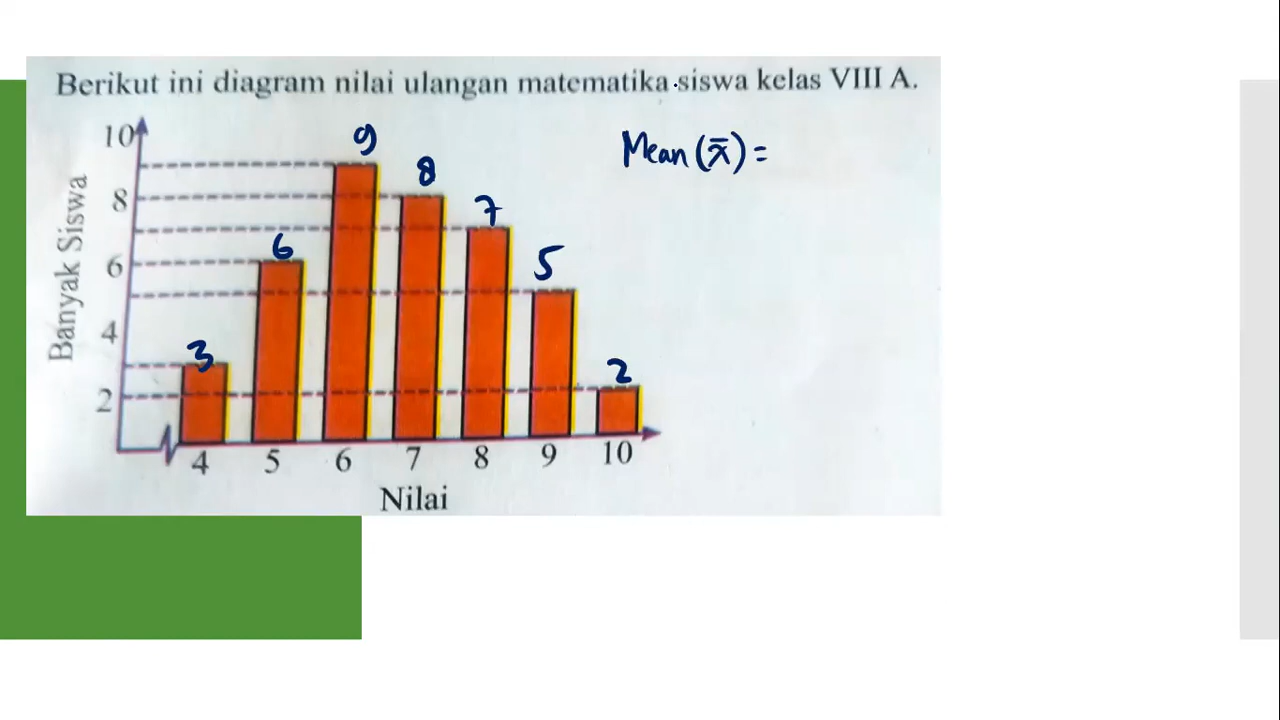 Berikut ini diagram nilai ulangan matematika siswa kelas VIII A.
Mean (x̄) =
Banyak Siswa
10
8
6
4
2
3
6
9
8
7
5
2
4 5 6 7 8 9 10
Nilai